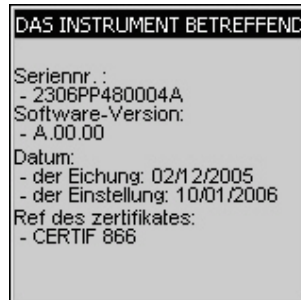 DAS INSTRUMENT BETREFFEND
Seriennr. :
- 2306PP480004A
Software-Version:
- A.00.00
Datum:
- der Eichung: 02/12/2005
- der Einstellung: 10/01/2006
Ref des zertifikates:
- CERTIF 866